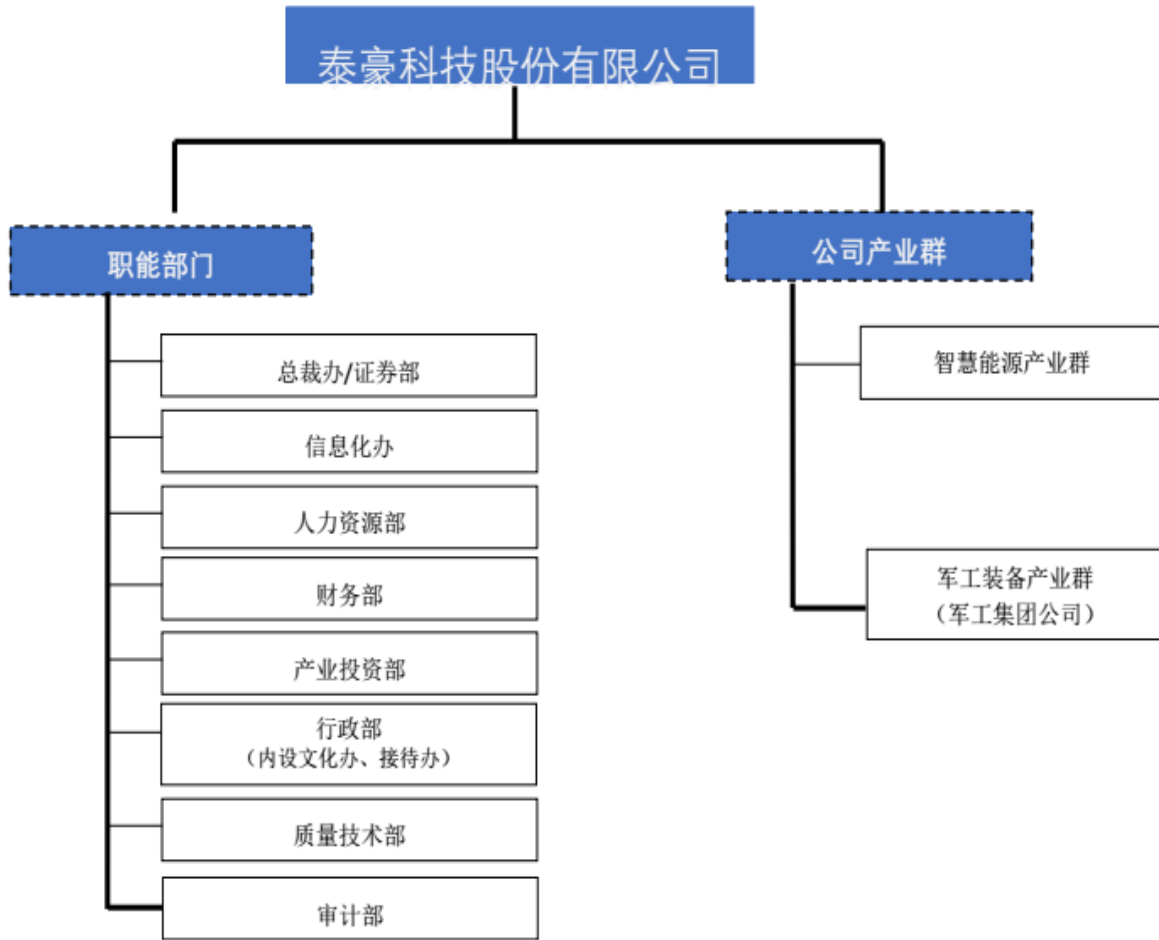 泰豪科技股份有限公司
职能部门
总裁办/证券部
信息化办
人力资源部
财务部
产业投资部
行政部
（内设文化办、接待办）
质量技术部
审计部
公司产业群
智慧能源产业群
军工装备产业群
（军工集团公司）